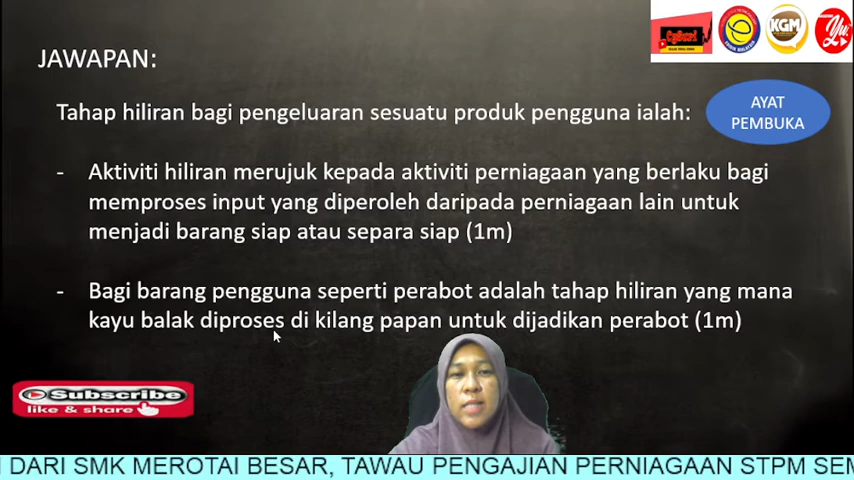 JAWAPAN:
Tahap hiliran bagi pengeluaran sesuatu produk pengguna ialah:
AYAT
PEMBUKA
- Aktiviti hiliran merujuk kepada aktiviti perniagaan yang berlaku bagi
memproses input yang diperoleh daripada perniagaan lain untuk
menjadi barang siap atau separa siap (1m)
- Bagi barang pengguna seperti perabot adalah tahap hiliran yang mana
kayu balak diproses di kilang papan untuk dijadikan perabot (1m)
KGM
Yu.
Subscribe
like & share
DARI SMK MEROTAI BESAR, TAWAU PENGAJIAN PERNIAGAAN STPM SEM